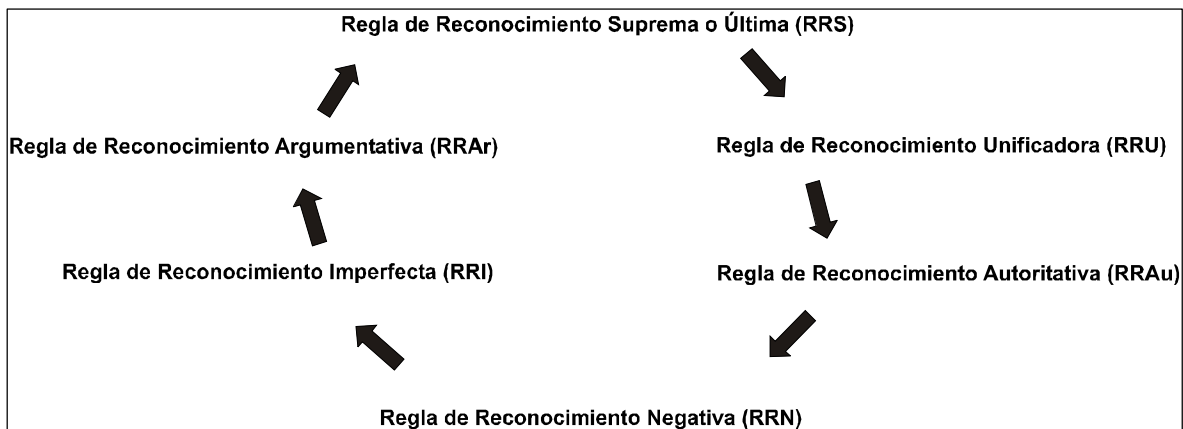 Regla de Reconocimiento Suprema o Última (RRS)
Regla de Reconocimiento Argumentativa (RRAr)
Regla de Reconocimiento Unificadora (RRU)
Regla de Reconocimiento Imperfecta (RRI)
Regla de Reconocimiento Autoritativa (RRAu)
Regla de Reconocimiento Negativa (RRN)